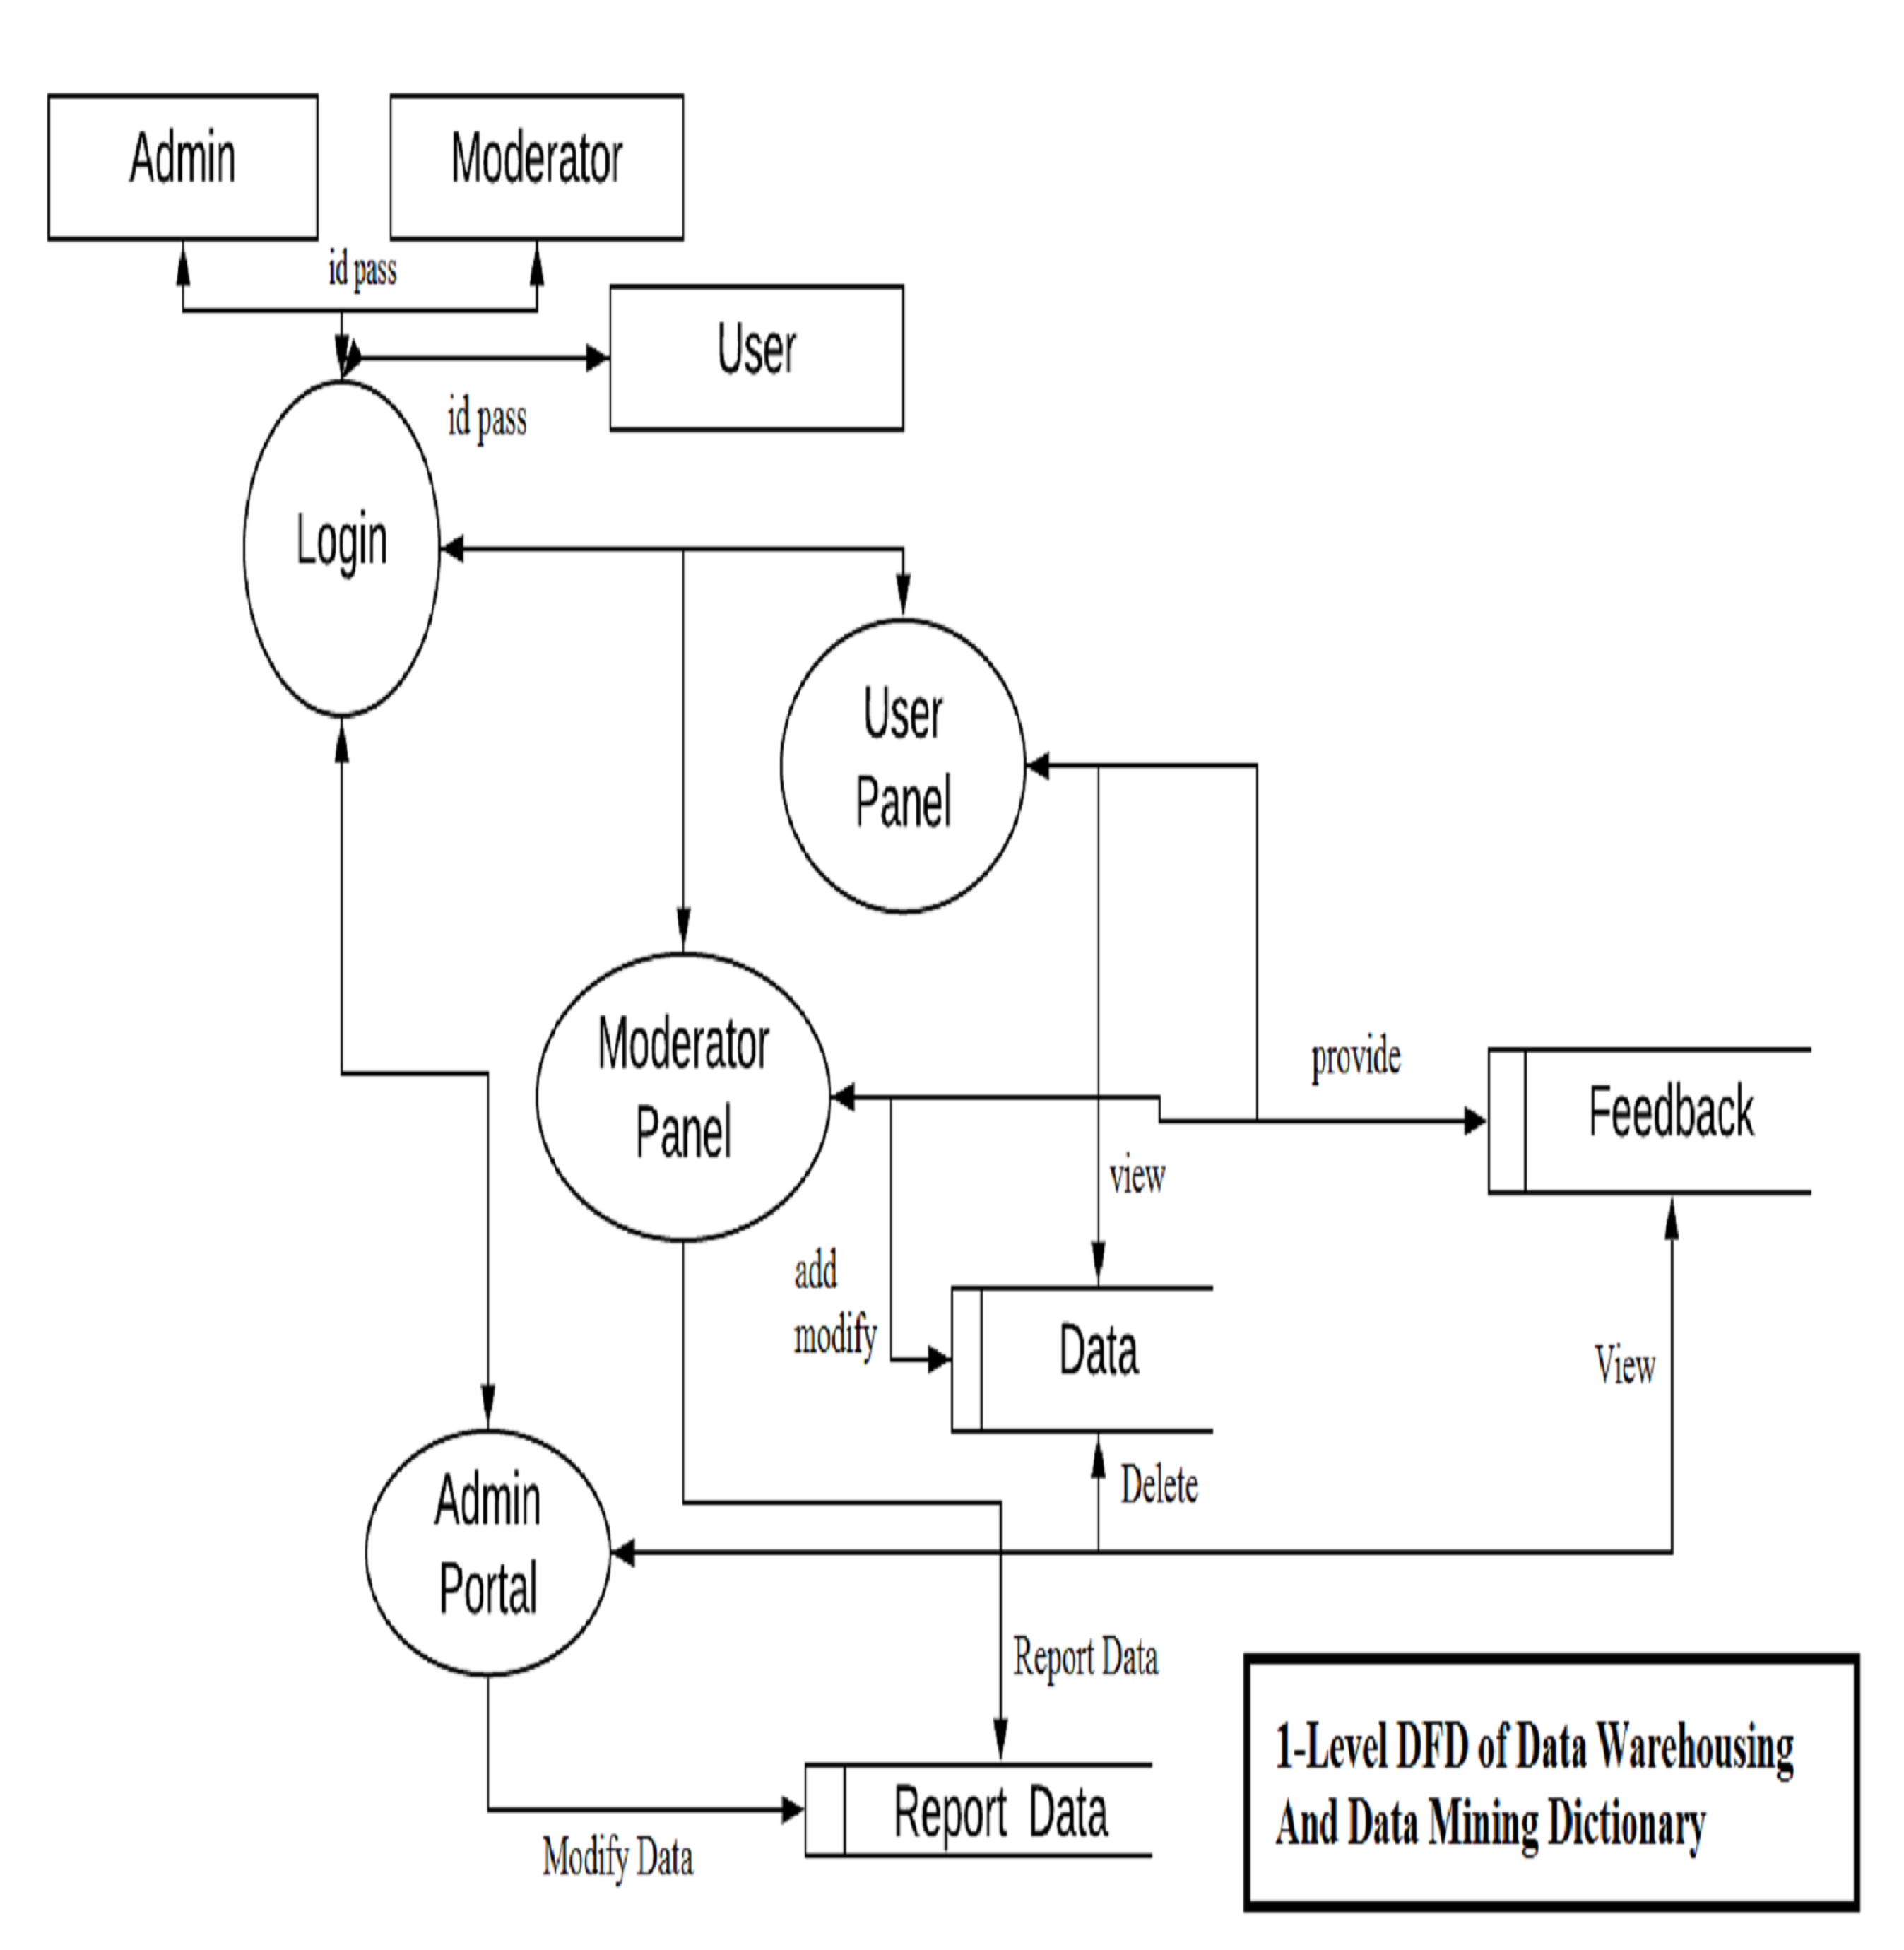 Admin
Moderator
id pass
User
id pass
Login
User
Panel
Moderator
Panel
provide
Feedback
view
add
modify
Data
View
Delete
Admin
Portal
Report Data
Report Data
Modify Data
1-Level DFD of Data Warehousing
And Data Mining Dictionary